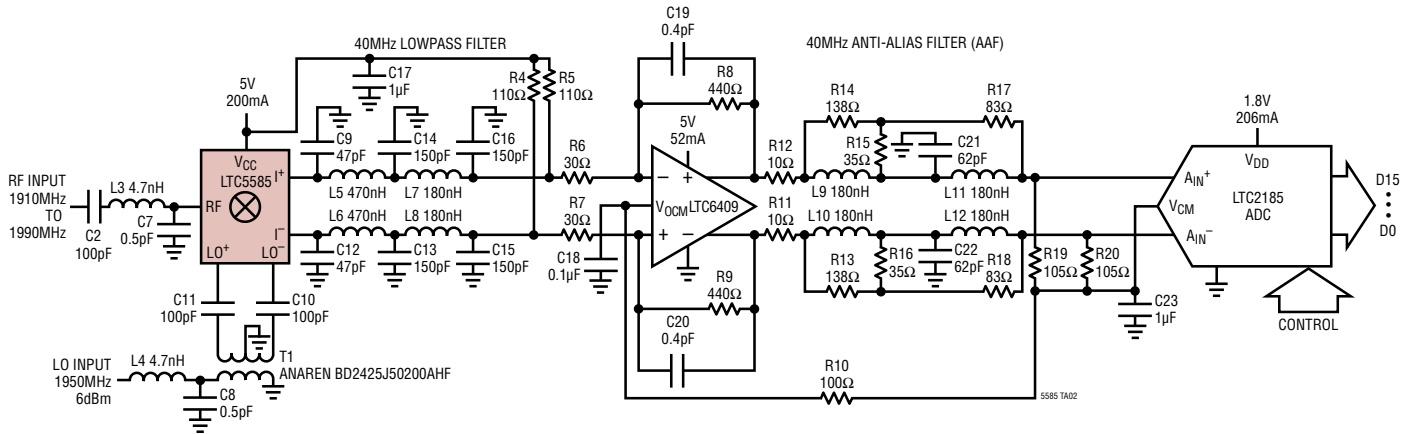 40MHz LOWPASS FILTER
40MHz ANTI-ALIAS FILTER (AAF)
5V
200mA
C17
1µF
R4
110Ω
R5
110Ω
C19
0.4pF
R8
440Ω
C9
47pF
C14
150pF
C16
150pF
VCC
LTC5585
I+
RF
I−
LO+
LO−
RF INPUT
1910MHz
TO
1990MHz
C2
100pF
L3 4.7nH
C7
0.5pF
L5 470nH
L7 180nH
L6 470nH
L8 180nH
C12
47pF
C13
150pF
C15
150pF
R6
30Ω
R7
30Ω
C18
0.1µF
5V
52mA
− +
VOCM LTC6409
+ −
R9
440Ω
C20
0.4pF
R12
10Ω
R11
10Ω
R14
138Ω
R17
83Ω
R15
35Ω
C21
62pF
L9 180nH
L11 180nH
L10 180nH
L12 180nH
R16
35Ω
C22
62pF
R13
138Ω
R18
83Ω
R19
105Ω
R20
105Ω
R10
100Ω
1.8V
206mA
VDD
AIN+
LTC2185
VCM
ADC
AIN−
D15
D0
C23
1µF
CONTROL
C11
100pF
C10
100pF
T1
ANAREN BD2425J50200AHF
LO INPUT
1950MHz
6dBm
L4 4.7nH
C8
0.5pF
5585 TA02